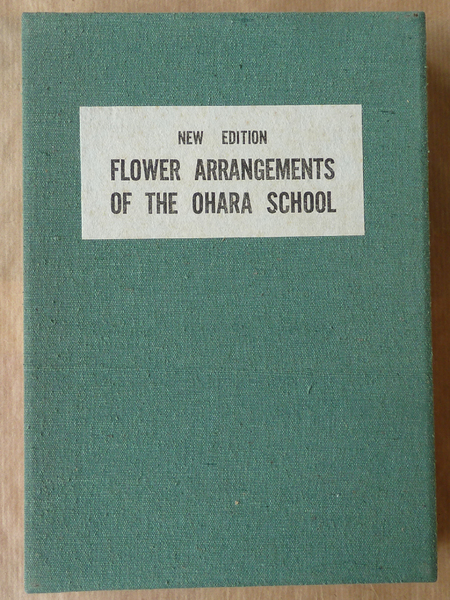 NEW EDITION
FLOWER ARRANGEMENTS
OF THE OHARA SCHOOL